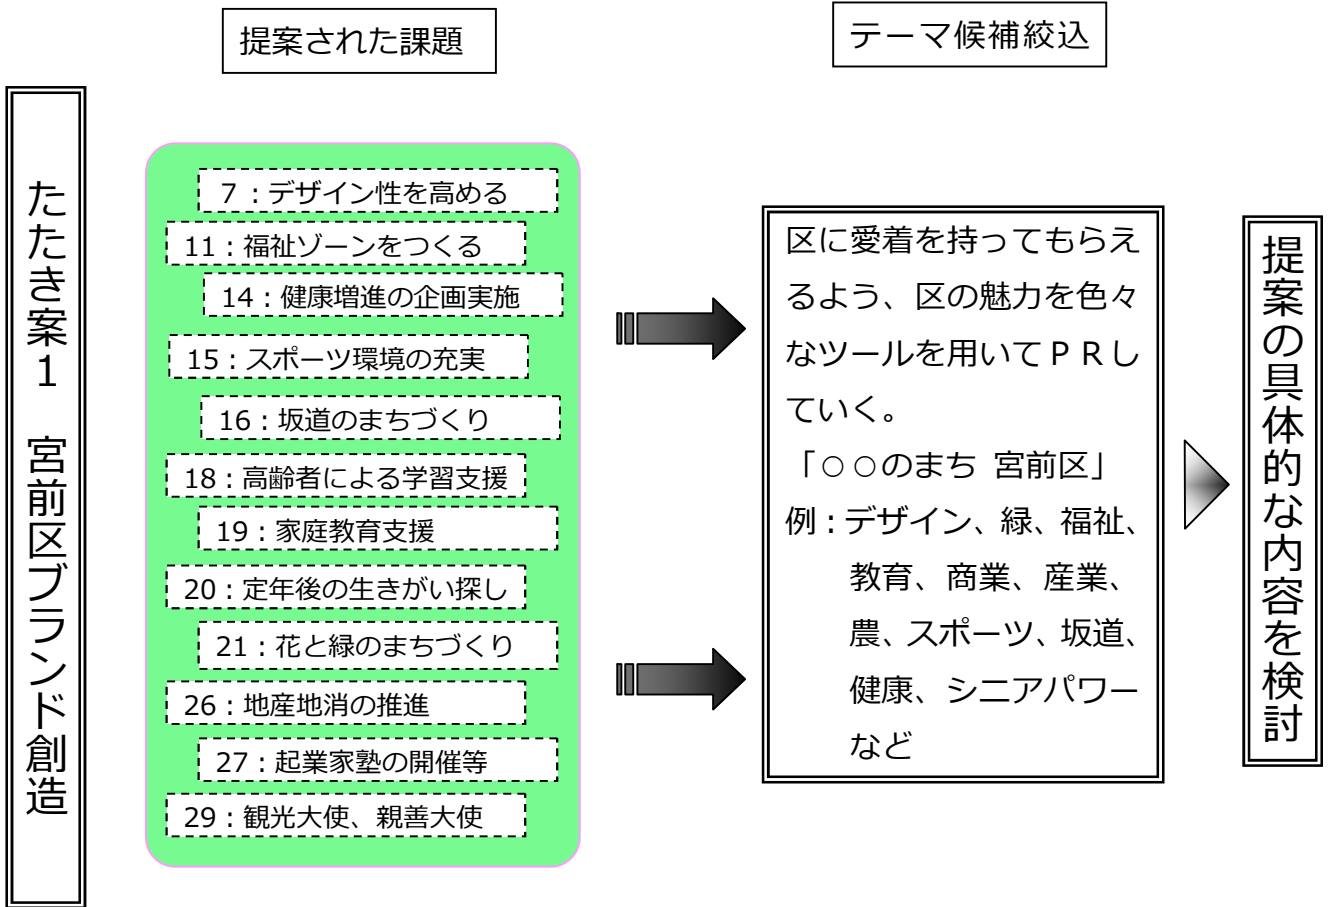 提案された課題
テーマ候補絞込
たたき案1 宮前区ブランド創造
7：デザイン性を高める
11：福祉ゾーンをつくる
14：健康増進の企画実施
15：スポーツ環境の充実
16：坂道のまちづくり
18：高齢者による学習支援
19：家庭教育支援
20：定年後の生きがい探し
21：花と緑のまちづくり
26：地産地消の推進
27：起業家塾の開催等
29：観光大使、親善大使
区に愛着を持ってもらえ
るよう、区の魅力を色々
なツールを用いてＰＲし
ていく。
「○○のまち 宮前区」
例：デザイン、緑、福祉、
教育、商業、産業、
農、スポーツ、坂道、
健康、シニアパワー
など
提案の具体的な内容を検討